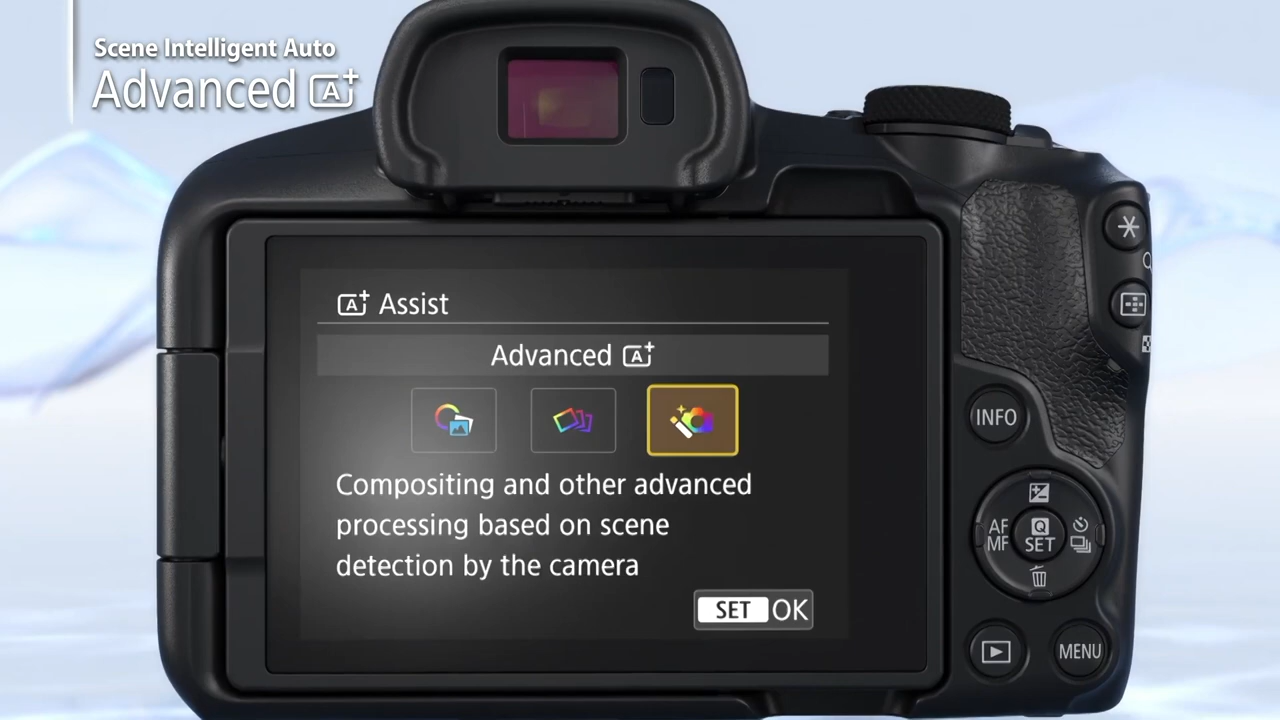 Scene Intelligent Auto
Advanced A+
A+ Assist
Advanced A+
Compositing and other advanced
processing based on scene
detection by the camera
SET OK
INFO
AF
MF
Q
SET
MENU